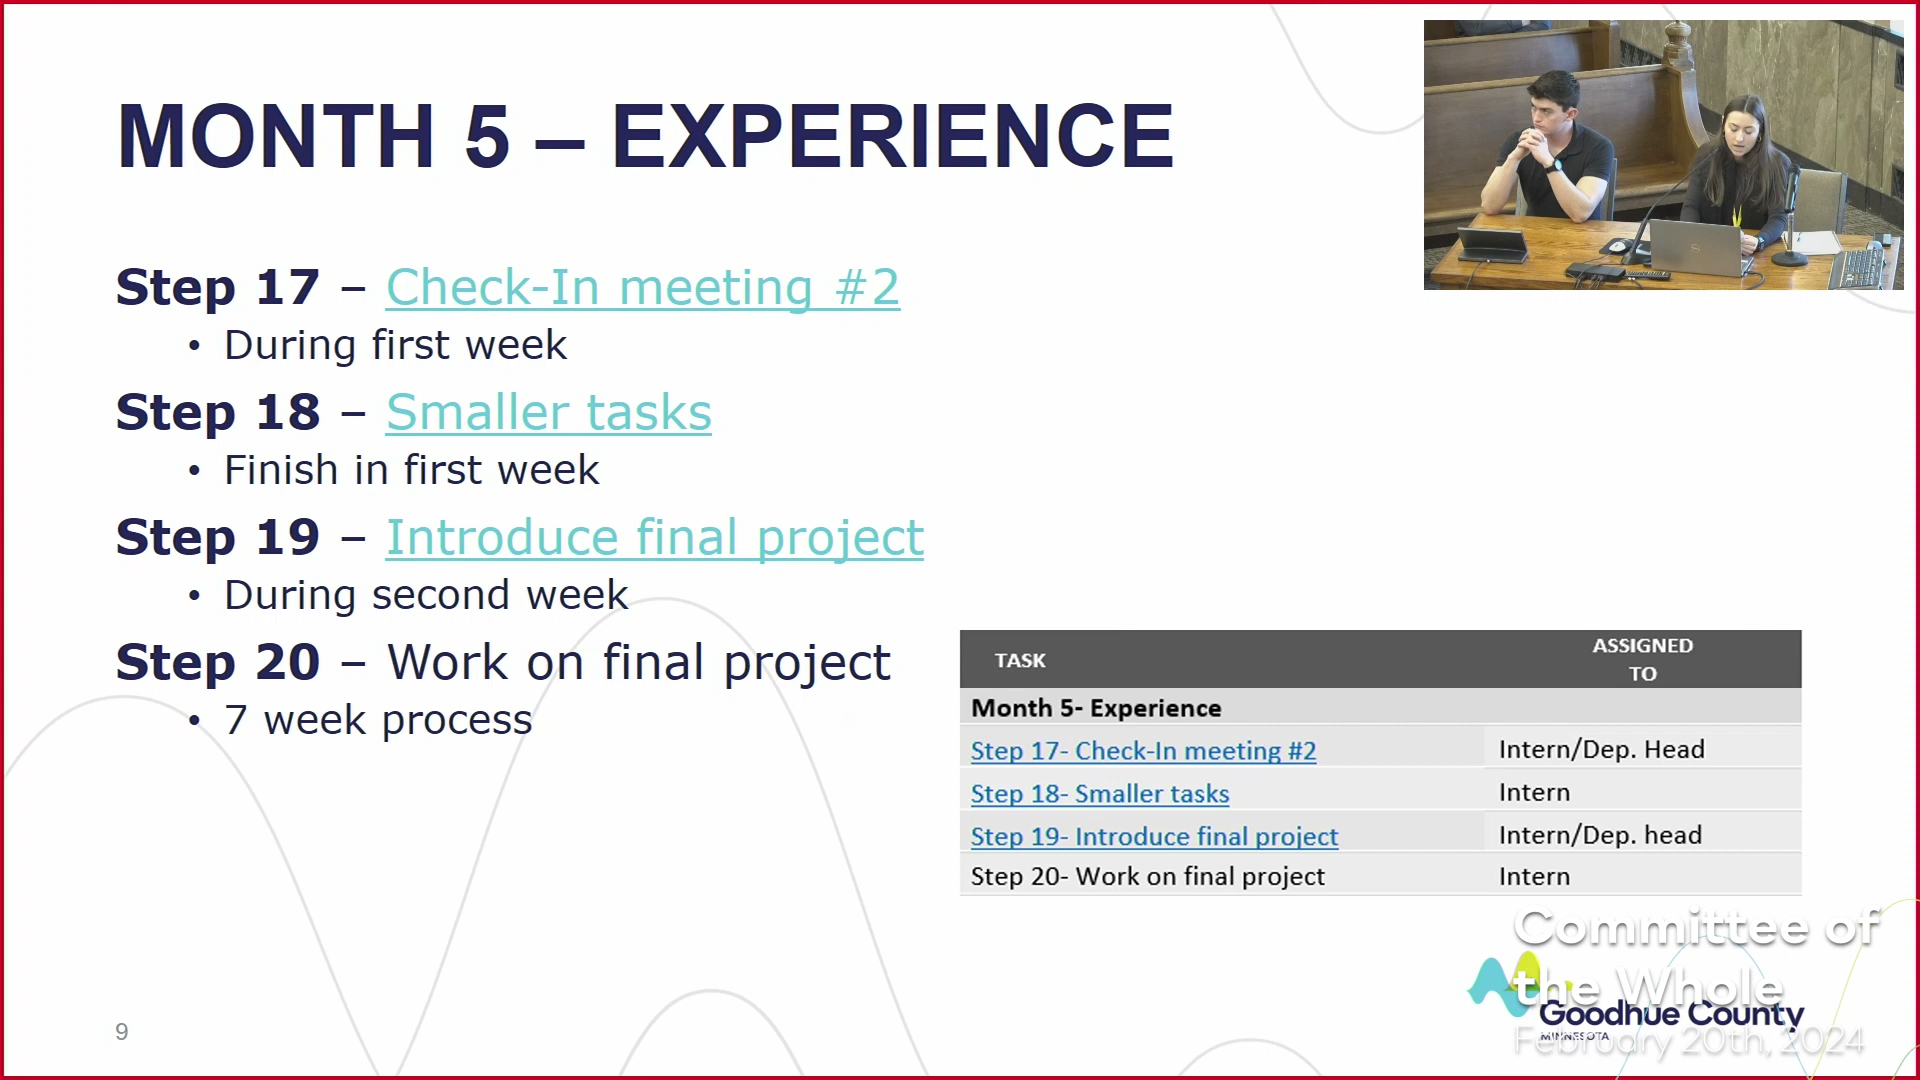 MONTH 5 – EXPERIENCE
Step 17 – Check-In meeting #2
• During first week
Step 18 – Smaller tasks
• Finish in first week
Step 19 – Introduce final project
• During second week
Step 20 – Work on final project
• 7 week process
TASK
ASSIGNED
TO
Month 5- Experience
Step 17- Check-In meeting #2 Intern/Dep. Head
Step 18- Smaller tasks Intern
Step 19- Introduce final project Intern/Dep. head
Step 20- Work on final project Intern
Committee of
the Whole
February 20th, 2024
Goodhue County
MINNESOTA
9